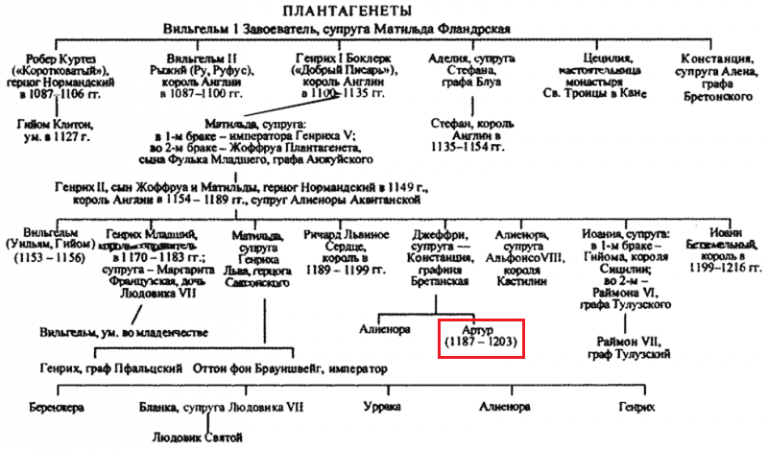 ПЛАНТАГЕНЕТЫ
Вильгельм 1 Завоеватель, супруга Матильда Фландрская
Робер Куртез
(«Коротковатый»),
герцог Нормандский
в 1087–1106 гг.
Вильгельм II
Рыжий (Ру, Руфус),
король Англии
в 1087–1100 гг.
Генрих I Боклерк
(«Добрый Писарь»),
король Англии
в 1100–1135 гг.
Аделия, супруга
Стефана,
графа Блуа
Цецилия,
настоятельница
монастыря
Св. Троицы в Кане
Констанция,
супруга Алена,
графа
Бретонского
Гийом Клитон,
ум. в 1127 г.
Матильда, супруга:
в 1-м браке – императора Генриха V;
во 2-м браке – Жоффруа Плантагенета,
сына Фулька Младшего, графа Анжуйского
Стефан, король
Англии в
1135–1154 гг.
Генрих II, сын Жоффруа и Матильды, герцог Нормандский в 1149 г.,
король Англии в 1154 – 1189 гг., супруг Алиеноры Аквитанской
Вильгельм
(Уильям, Гийом)
(1153 – 1156)
Генрих Младший,
король-соправитель
в 1170 – 1183 гг.;
супруга – Маргарита
Французская, дочь
Людовика VII
Матильда,
супруга
Генриха
Льва, герцога
Саксонского
Ричард Львиное
Сердце,
король в
1189 – 1199 гг.
Джеффри,
супруга —
Констанция,
графиня
Бретанская
Алиенора,
супруга
Альфонсо VIII,
короля
Кастилии
Иоанна, супруга:
в 1-м браке –
Гийома, короля
Сицилии;
во 2-м –
Раймона VI,
графа Тулузского
Иоанн
Безземельный,
король в
1199–1216 гг.
Вильгельм, ум. во младенчестве
Алиенора
Артур
(1187 – 1203)
Раймон VII,
граф Тулузский
Генрих, граф Пфальцский
Оттон фон Брауншвейг, император
Беренжера
Бланка, супруга Людовика VII
Уррака
Алиенора
Генрих
Людовик Святой